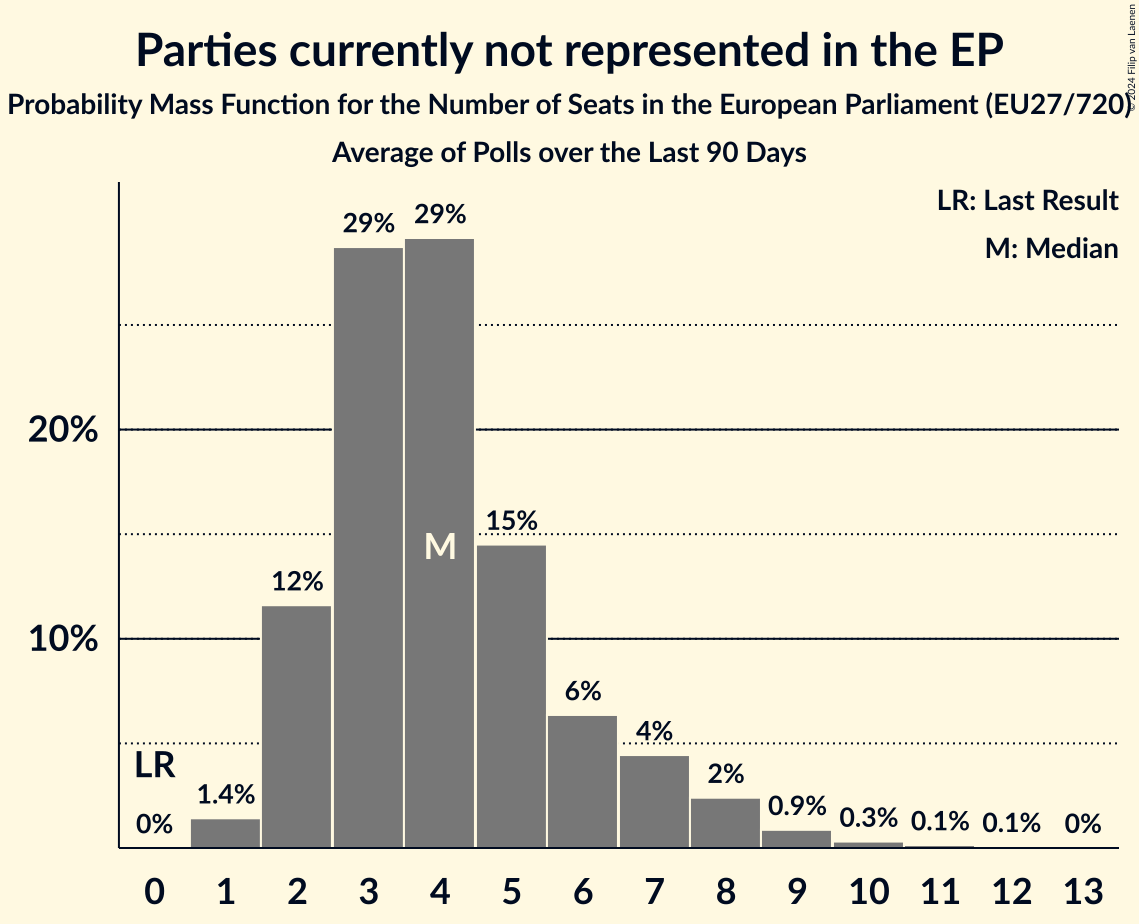 Parties currently not represented in the EP
Probability Mass Function for the Number of Seats in the European Parliament (EU27/720)
Average of Polls over the Last 90 Days
© 2024 Filip van Laenen
LR: Last Result
M: Median
29%
29%
20%
15%
M
12%
10%
6%
4%
LR
2%
1.4%
0.9%
0.3%
0.1%
0.1%
0%
0%
0 1 2 3 4 5 6 7 8 9 10 11 12 13